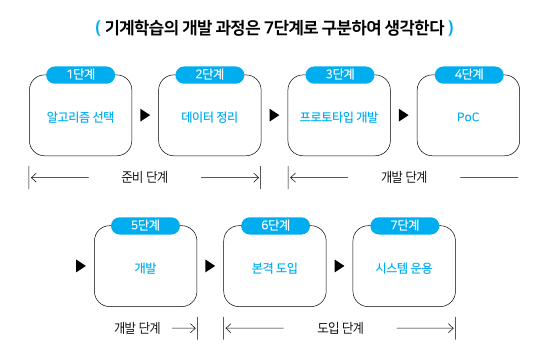 ( 기계학습의 개발 과정은 7단계로 구분하여 생각한다 )
1단계 2단계 3단계 4단계
알고리즘 선택 데이터 정리 프로토타입 개발 PoC
준비 단계 개발 단계
5단계 6단계 7단계
개발 본격 도입 시스템 운용
개발 단계 도입 단계